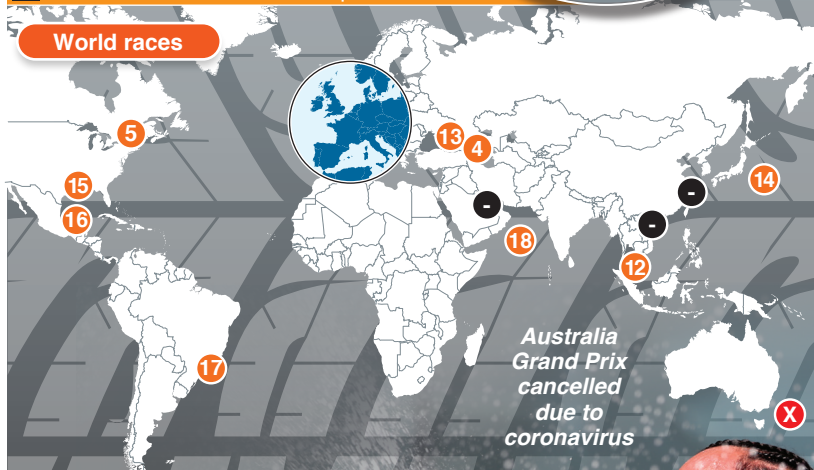 World races
5
13
4
15
14
-
-
16
18
12
17
Australia
Grand Prix
cancelled
due to
coronavirus
X